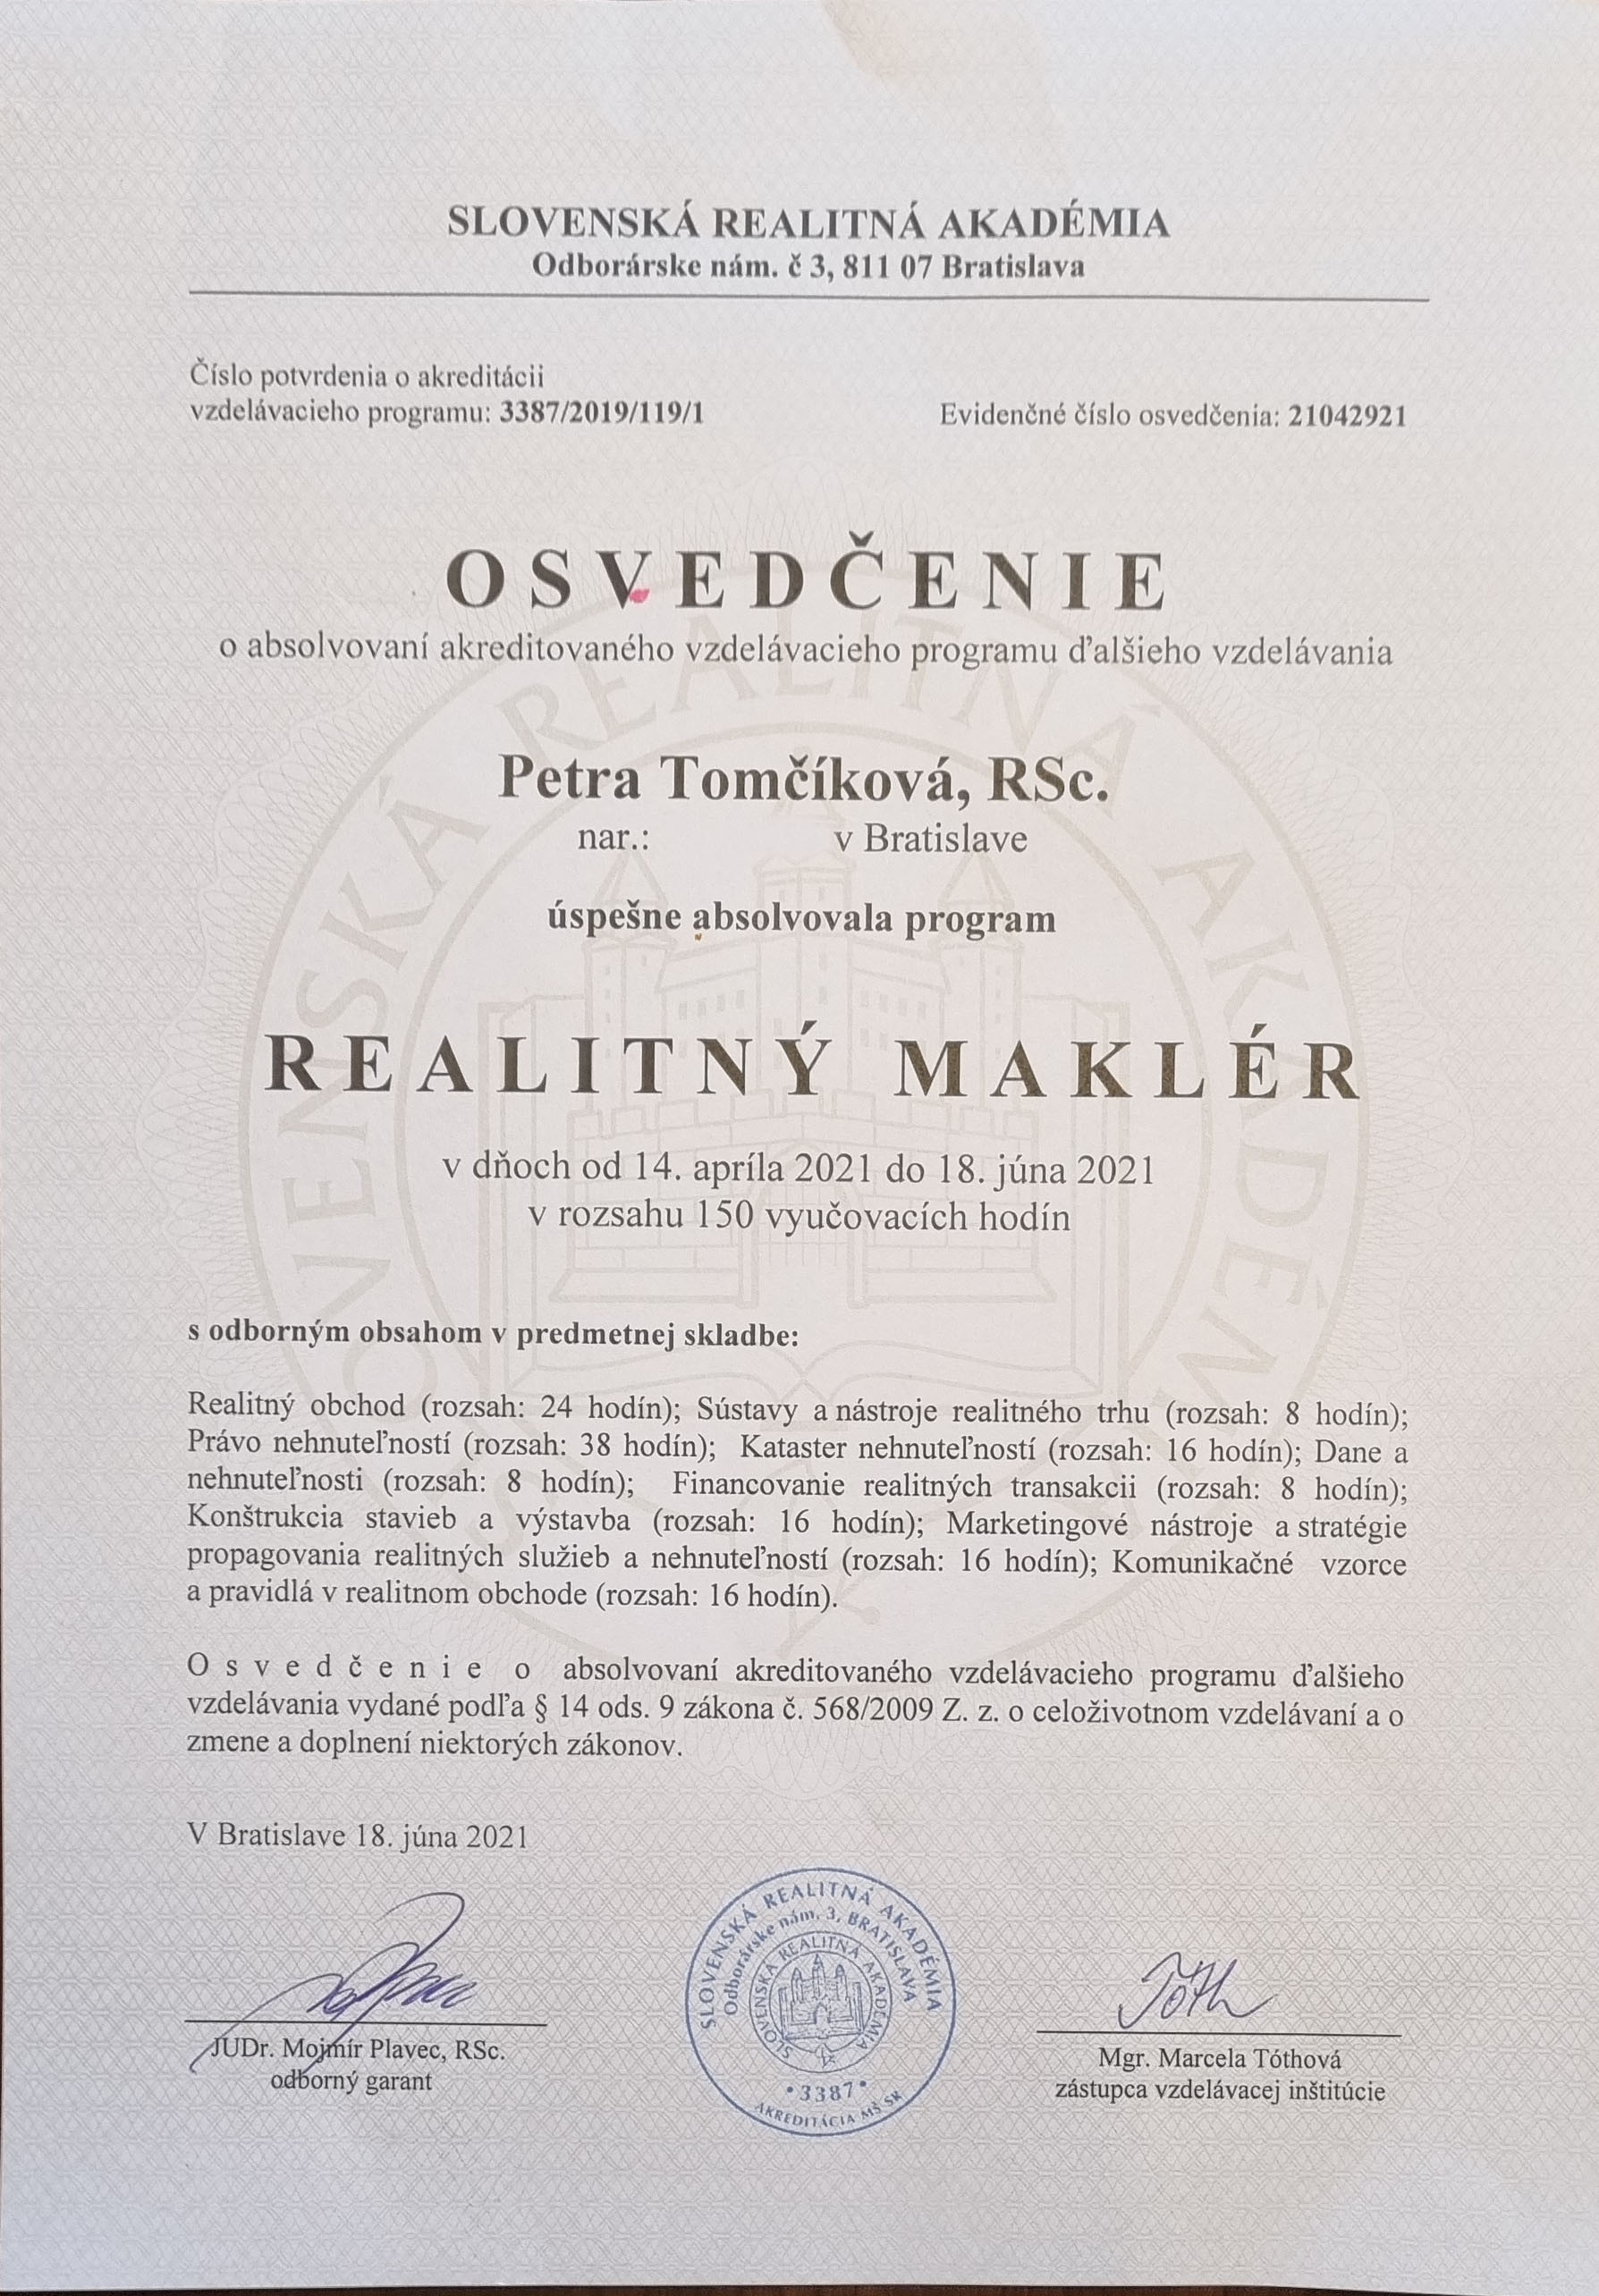 SLOVENSKÁ REALITNÁ AKADÉMIA
Odborárske nám. č 3, 811 07 Bratislava
Číslo potvrdenia o akreditácii
vzdelávacieho programu: 3387/2019/119/1
Evidenčné číslo osvedčenia: 21042921
OSVEDČENIE
o absolvovaní akreditovaného vzdelávacieho programu ďalšieho vzdelávania
Petra Tomčíková, RSc.
nar.: v Bratislave
úspešne absolvovala program
REALITNÝ MAKLÉR
v dňoch od 14. apríla 2021 do 18. júna 2021
v rozsahu 150 vyučovacích hodín
s odborným obsahom v predmetnej skladbe:
Realitný obchod (rozsah: 24 hodín); Sústavy a nástroje realitného trhu (rozsah: 8 hodín);
Právo nehnuteľností (rozsah: 38 hodín); Kataster nehnuteľností (rozsah: 16 hodín); Dane a
nehnuteľnosti (rozsah: 8 hodín); Financovanie realitných transakcii (rozsah: 8 hodín);
Konštrukcia stavieb a výstavba (rozsah: 16 hodín); Marketingové nástroje a stratégie
propagovania realitných služieb a nehnuteľností (rozsah: 16 hodín); Komunikačné vzorce
a pravidlá v realitnom obchode (rozsah: 16 hodín).
Osvedčenie o absolvovaní akreditovaného vzdelávacieho programu ďalšieho
vzdelávania vydané podľa § 14 ods. 9 zákona č. 568/2009 Z. z. o celoživotnom vzdelávaní a o
zmene a doplnení niektorých zákonov.
V Bratislave 18. júna 2021
SLOVENSKÁ REALITNÁ AKADÉMIA
Odborárske nám. 3, BRATISLAVA
SLOVENSKÁ REALITNÁ AKADÉMIA
• 3387 •
AKREDITÁCIA MŠ SR
JUDr. Mojmír Plavec, RSc.
odborný garant
Tóth
Mgr. Marcela Tóthová
zástupca vzdelávacej inštitúcie
SLOVENSKÁ REALITNÁ AKADÉMIA